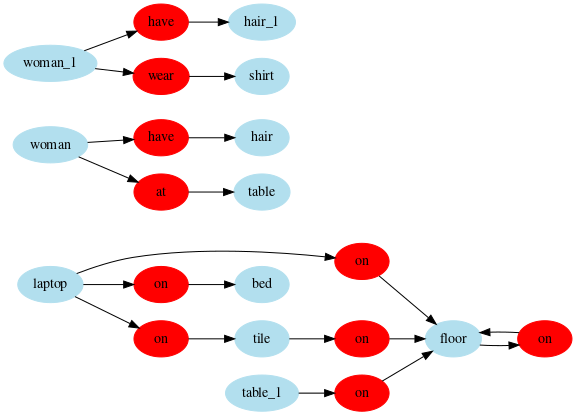 have
hair_1
woman_1
wear
shirt
have
hair
woman
at
table
on
laptop
on
bed
on
tile
on
floor
on
table_1
on